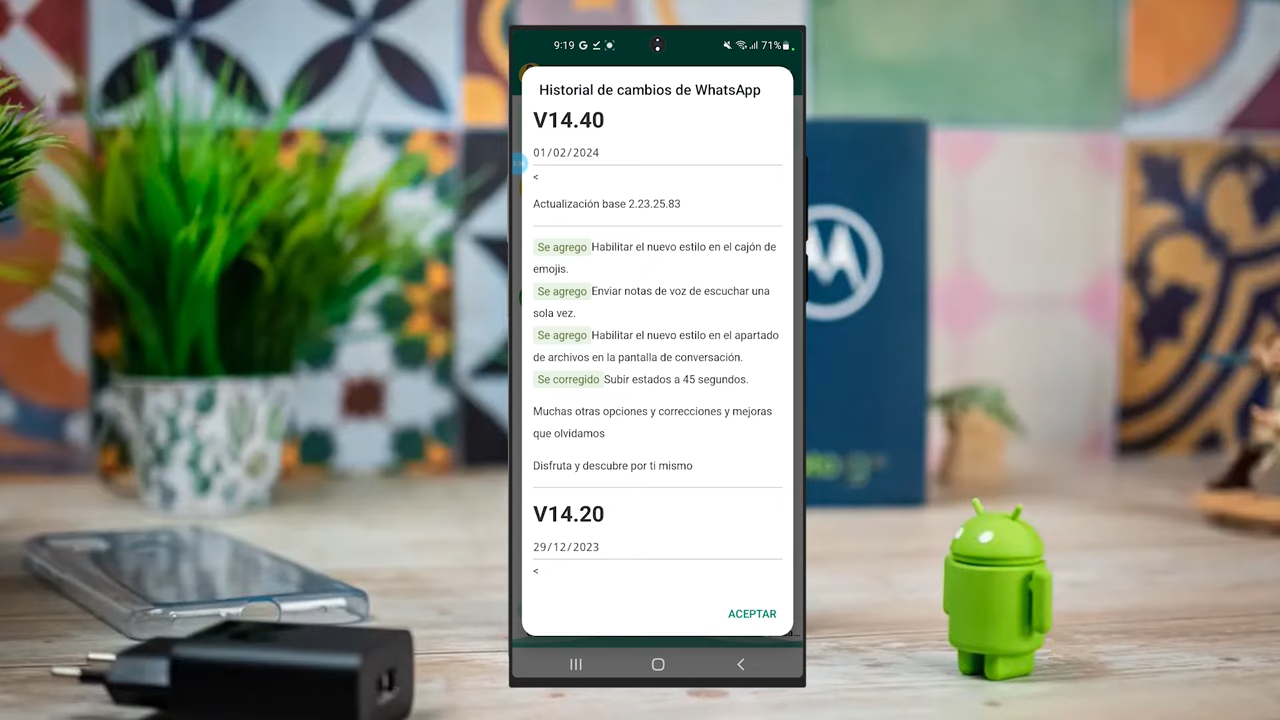 9:19 G 71%
Historial de cambios de WhatsApp
V14.40
01/02/2024
<
Actualización base 2.23.25.83
Se agrego Habilitar el nuevo estilo en el cajón de
emojis.
Se agrego Enviar notas de voz de escuchar una
sola vez.
Se agrego Habilitar el nuevo estilo en el apartado
de archivos en la pantalla de conversación.
Se corregido Subir estados a 45 segundos.
Muchas otras opciones y correcciones y mejoras
que olvidamos
Disfruta y descubre por ti mismo
V14.20
29/12/2023
<
ACEPTAR